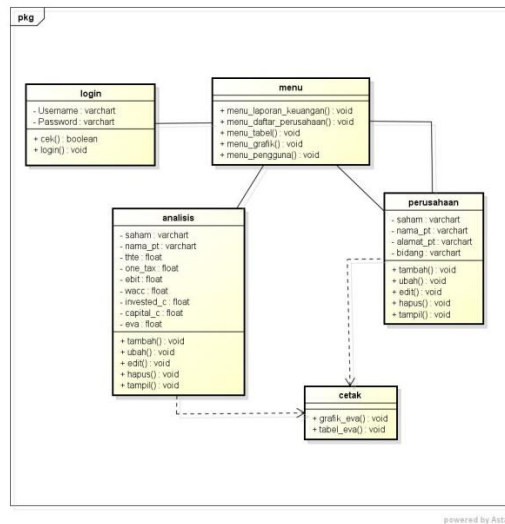 pkg
login
- Username : varchart
- Password : varchart
+ cek() : boolean
+ login() : void
menu
+ menu_laporan_keuangan() : void
+ menu_daftar_perusahaan() : void
+ menu_tabel() : void
+ menu_grafik() : void
+ menu_pengguna() : void
analisis
- saham : varchart
- nama_pt : varchart
- thte : float
- one_tax : float
- ebit : float
- wacc : float
- invested_c : float
- capital_c : float
- eva : float
+ tambah() : void
+ ubah() : void
+ edit() : void
+ hapus() : void
+ tampil() : void
perusahaan
- saham : varchart
- nama_pt : varchart
- alamat_pt : varchart
- bidang : varchart
+ tambah() : void
+ ubah() : void
+ edit() : void
+ hapus() : void
+ tampil() : void
cetak
+ grafik_eva() : void
+ tabel_eva() : void
powered by Ast